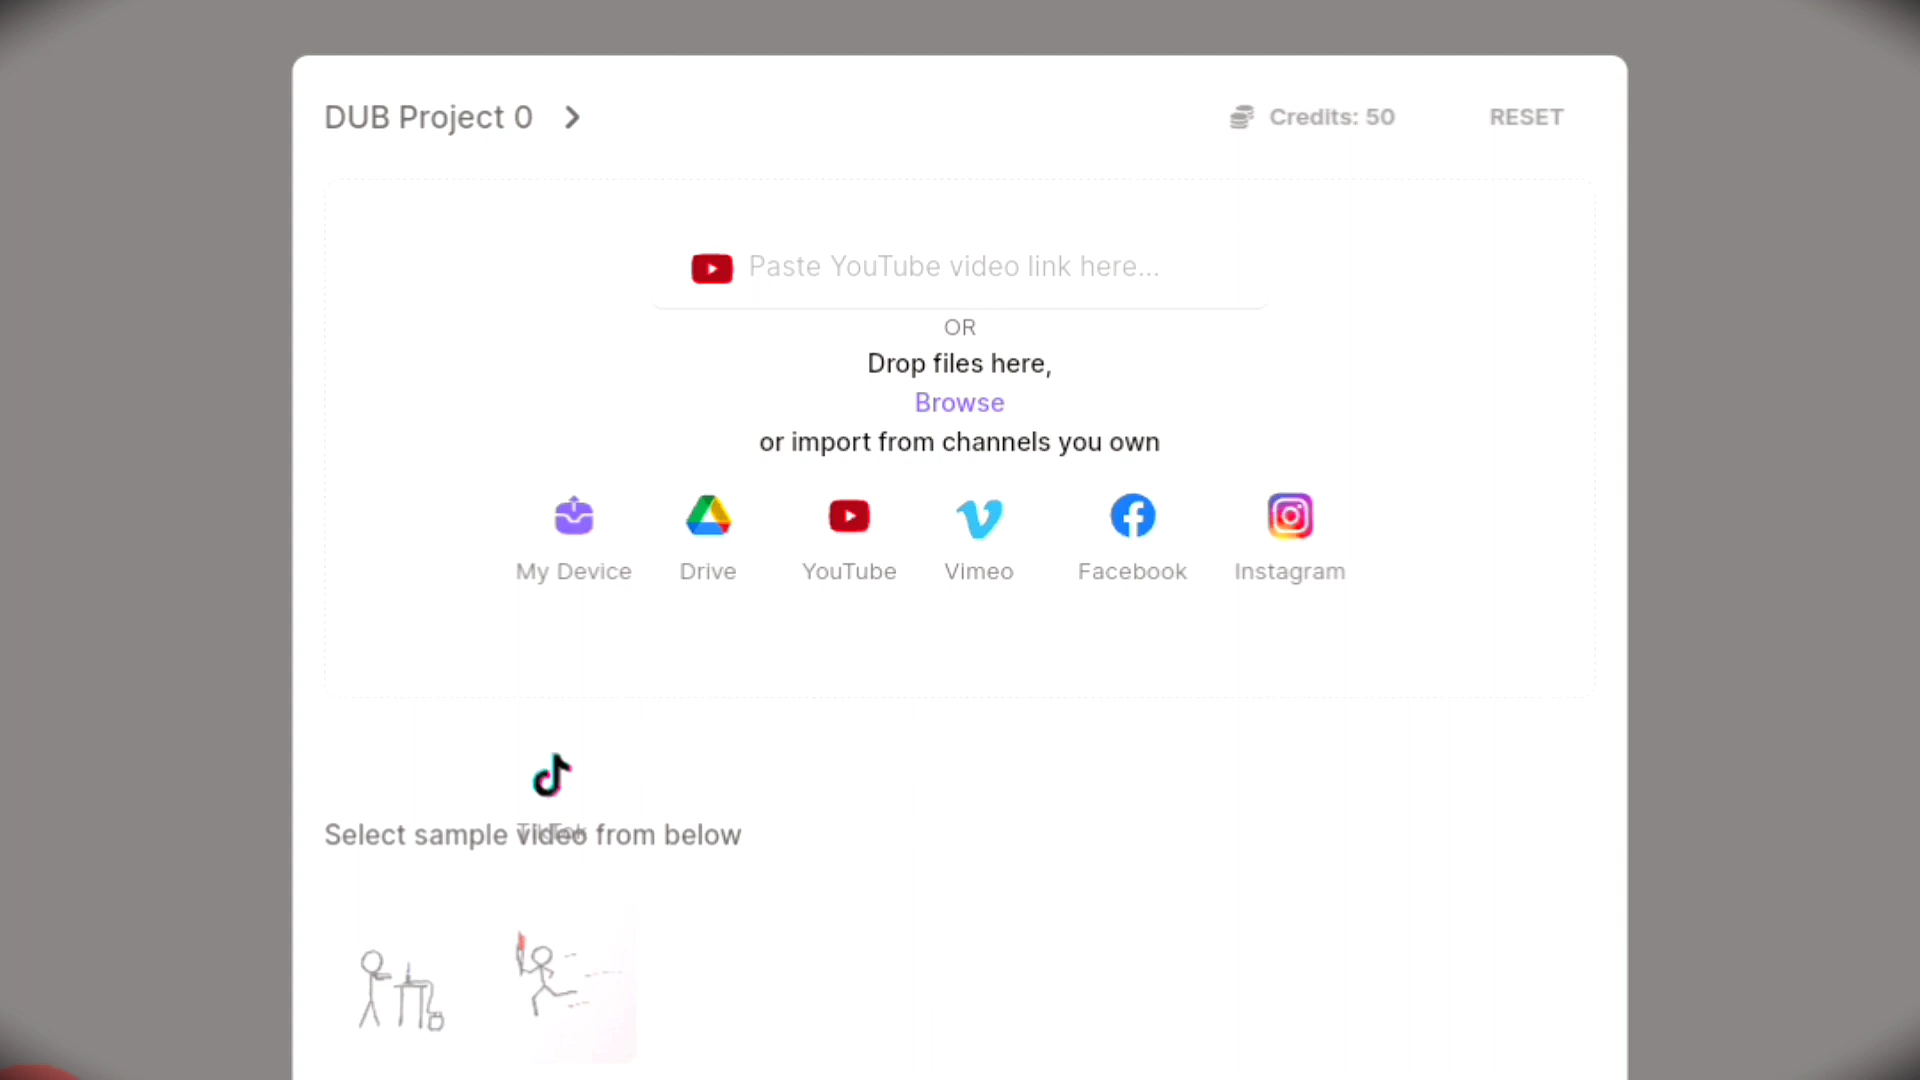 DUB Project 0
Credits: 50
RESET
Paste YouTube video link here...
OR
Drop files here,
Browse
or import from channels you own
My Device
Drive
YouTube
Vimeo
Facebook
Instagram
TikTok
Select sample video from below